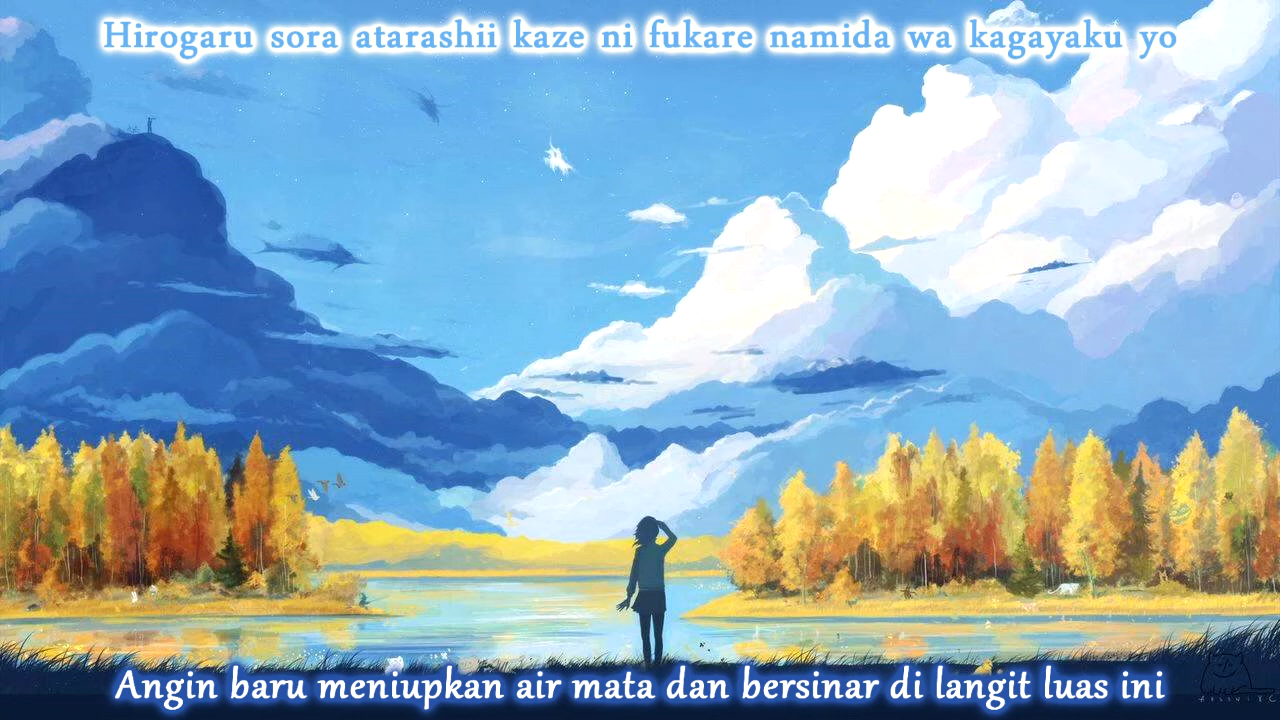 Hirogaru sora atarashii kaze ni fukare namida wa kagayaku yo
Angin baru meniupkan air mata dan bersinar di langit luas ini